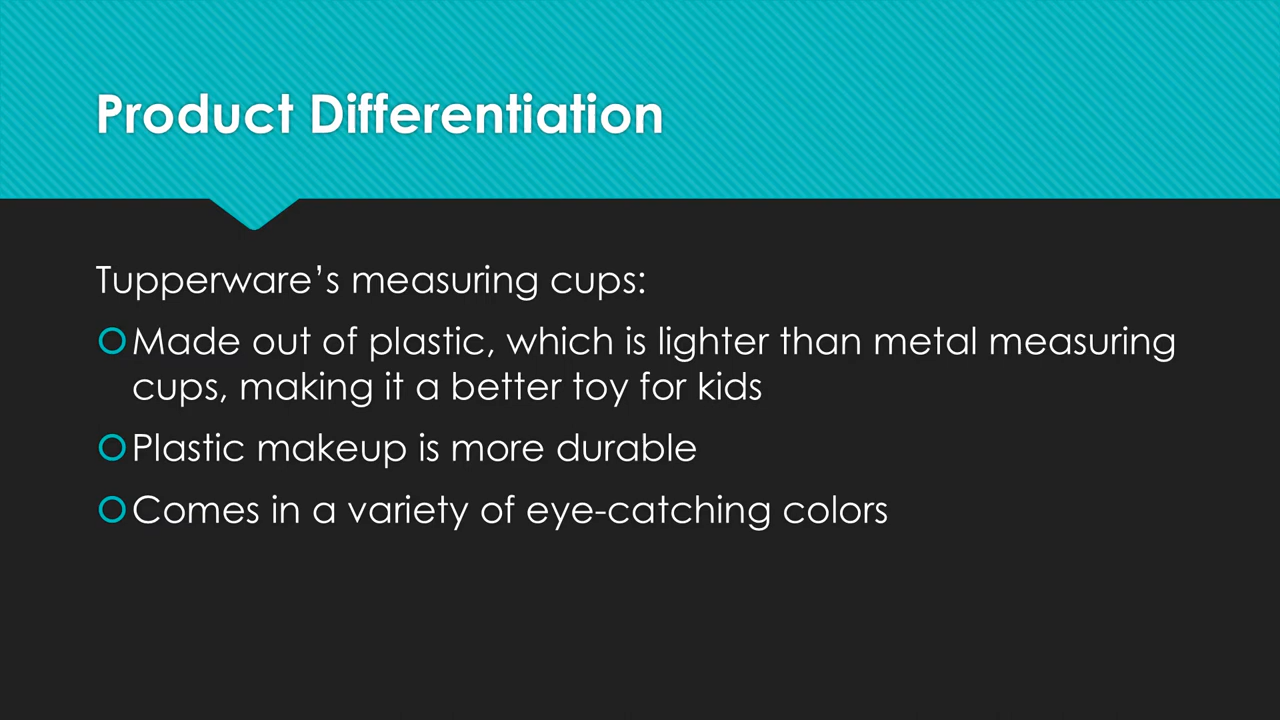 Product Differentiation
Tupperware’s measuring cups:
Made out of plastic, which is lighter than metal measuring
cups, making it a better toy for kids
Plastic makeup is more durable
Comes in a variety of eye-catching colors